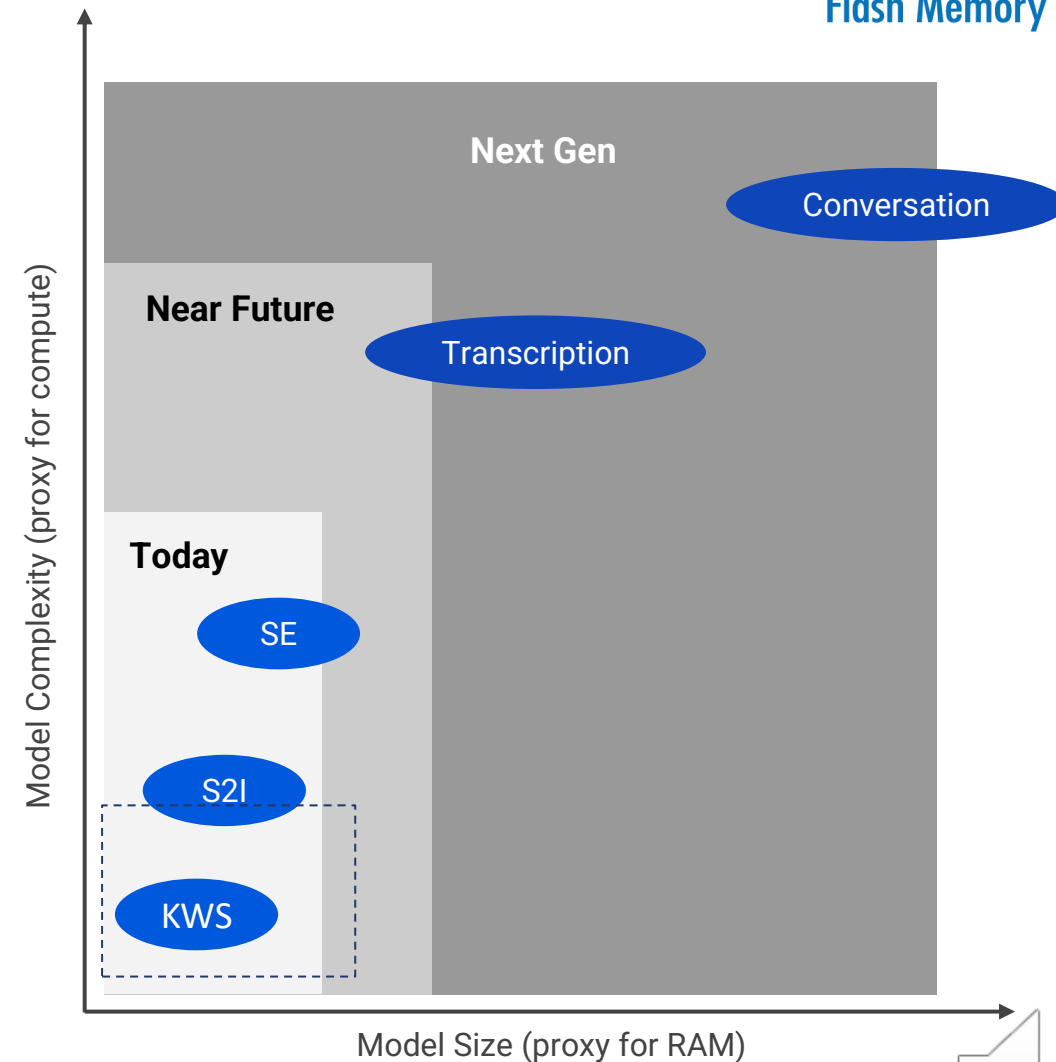 Flash Memory
Next Gen
Conversation
Near Future
Transcription
Today
SE
S2I
KWS
Model Complexity (proxy for compute)
Model Size (proxy for RAM)